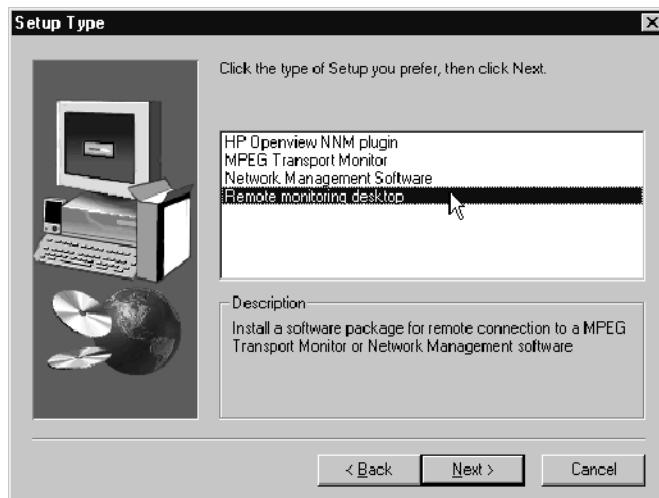 Setup Type
Click the type of Setup you prefer, then click Next.
HP Openview NNM plugin
MPEG Transport Monitor
Network Management Software
Remote monitoring desktop
Description
Install a software package for remote connection to a MPEG
Transport Monitor or Network Management software
< Back
Next >
Cancel